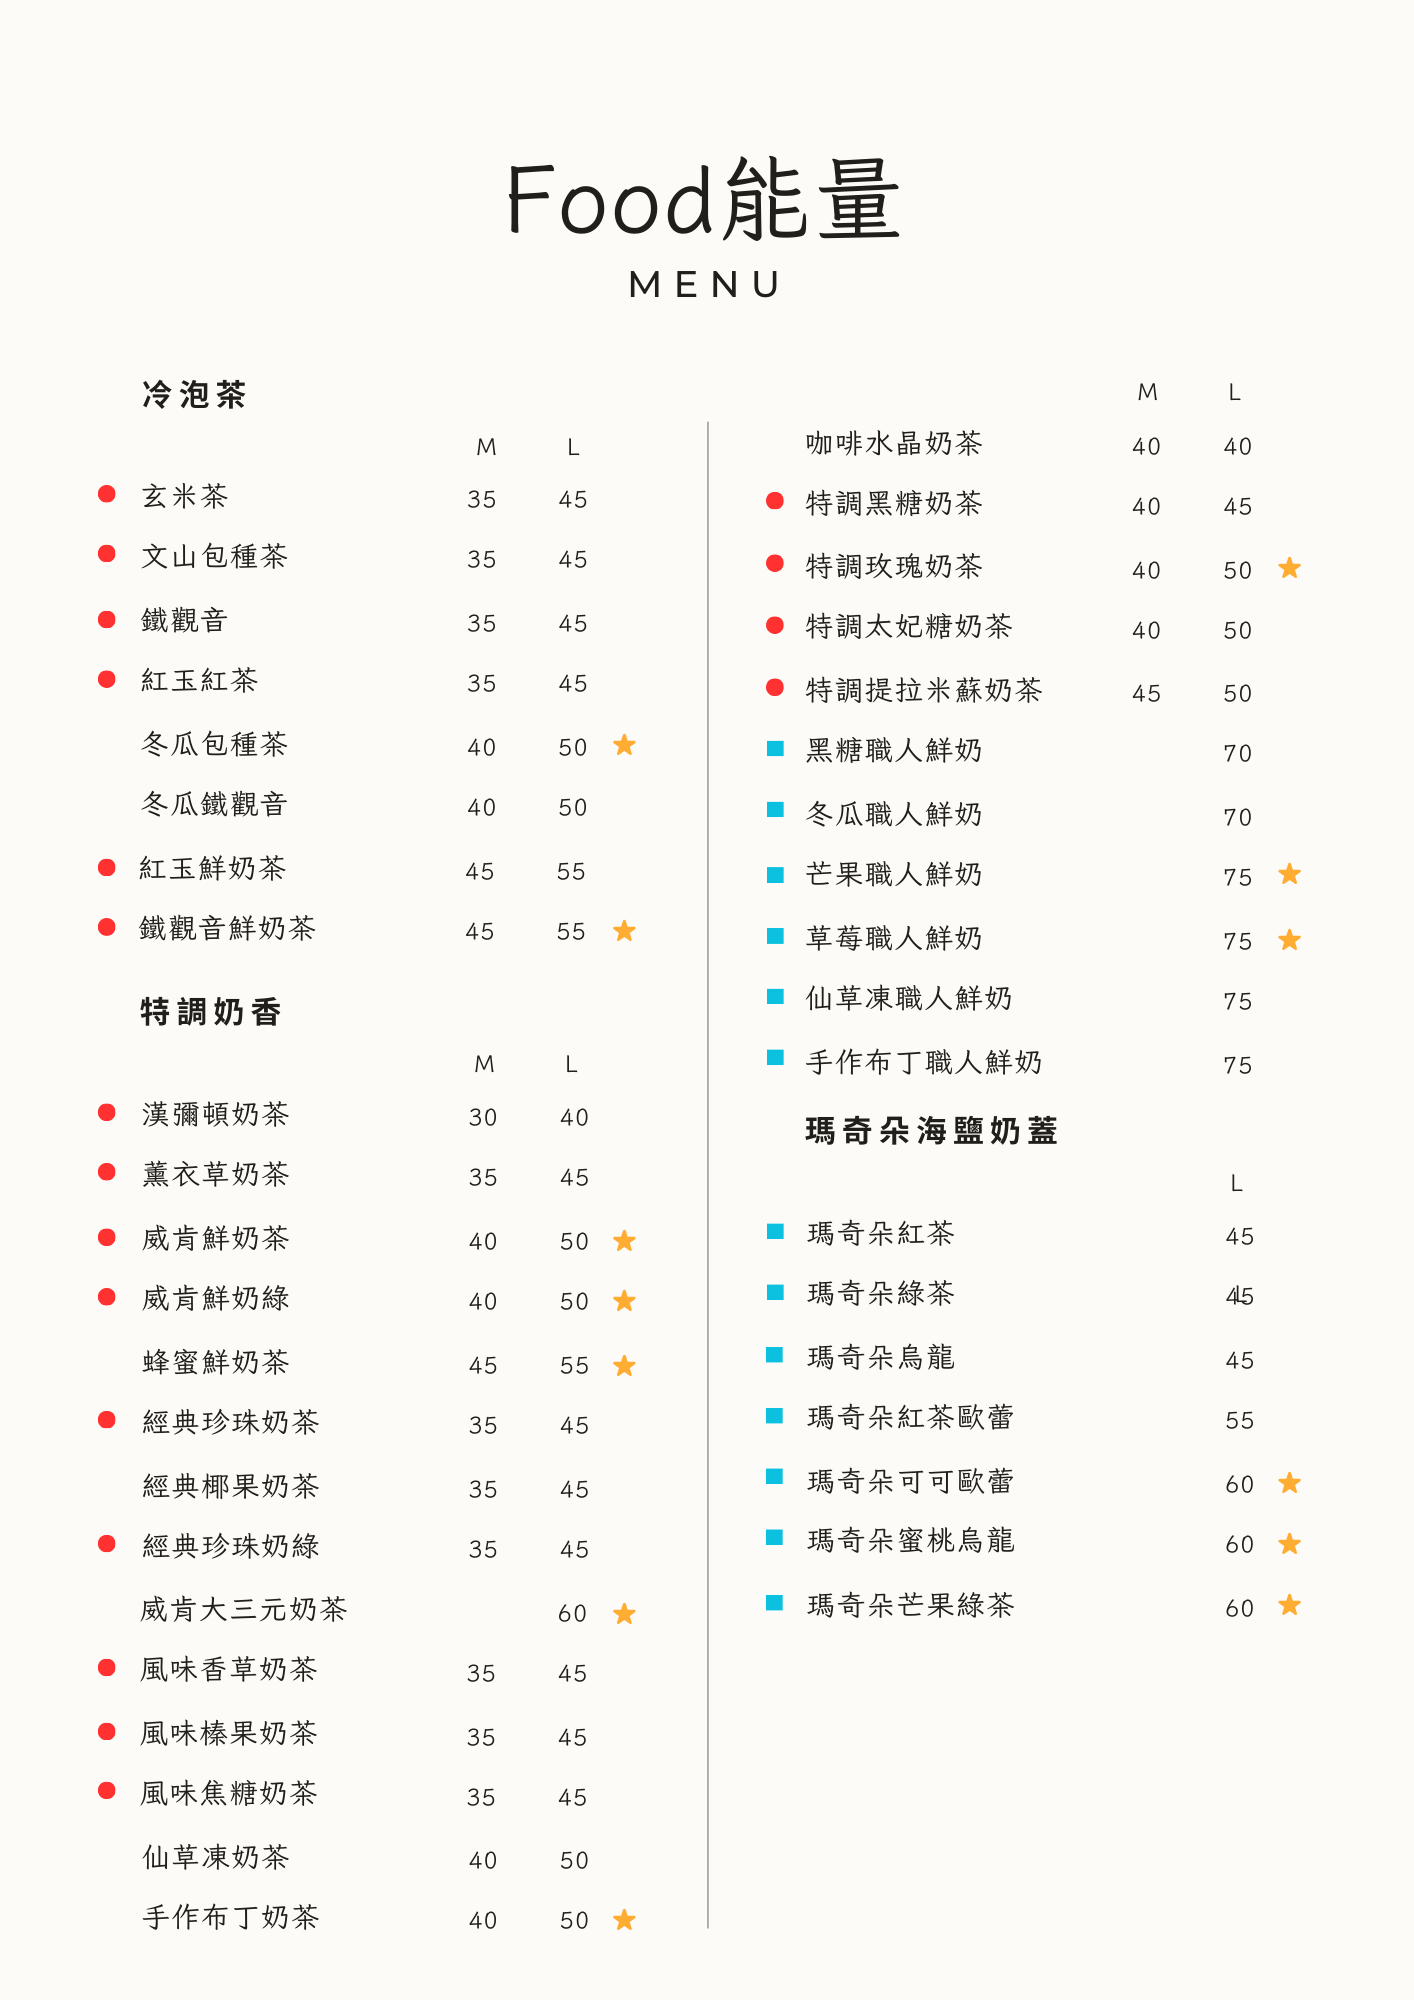 Food能量
MENU
冷泡茶
M L
玄米茶 35 45
文山包種茶 35 45
鐵觀音 35 45
紅玉紅茶 35 45
冬瓜包種茶 40 50
冬瓜鐵觀音 40 50
紅玉鮮奶茶 45 55
鐵觀音鮮奶茶 45 55
特調奶香
M L
漢彌頓奶茶 30 40
薰衣草奶茶 35 45
威肯鮮奶茶 40 50
威肯鮮奶綠 40 50
蜂蜜鮮奶茶 45 55
經典珍珠奶茶 35 45
經典椰果奶茶 35 45
經典珍珠奶綠 35 45
威肯大三元奶茶 60
風味香草奶茶 35 45
風味榛果奶茶 35 45
風味焦糖奶茶 35 45
仙草凍奶茶 40 50
手作布丁奶茶 40 50
M L
咖啡水晶奶茶 40 40
特調黑糖奶茶 40 45
特調玫瑰奶茶 40 50
特調太妃糖奶茶 40 50
特調提拉米蘇奶茶 45 50
黑糖職人鮮奶 70
冬瓜職人鮮奶 70
芒果職人鮮奶 75
草莓職人鮮奶 75
仙草凍職人鮮奶 75
手作布丁職人鮮奶 75
瑪奇朵海鹽奶蓋
L
瑪奇朵紅茶 45
瑪奇朵綠茶 45
L
瑪奇朵烏龍 45
瑪奇朵紅茶歐蕾 55
瑪奇朵可可歐蕾 60
瑪奇朵蜜桃烏龍 60
瑪奇朵芒果綠茶 60